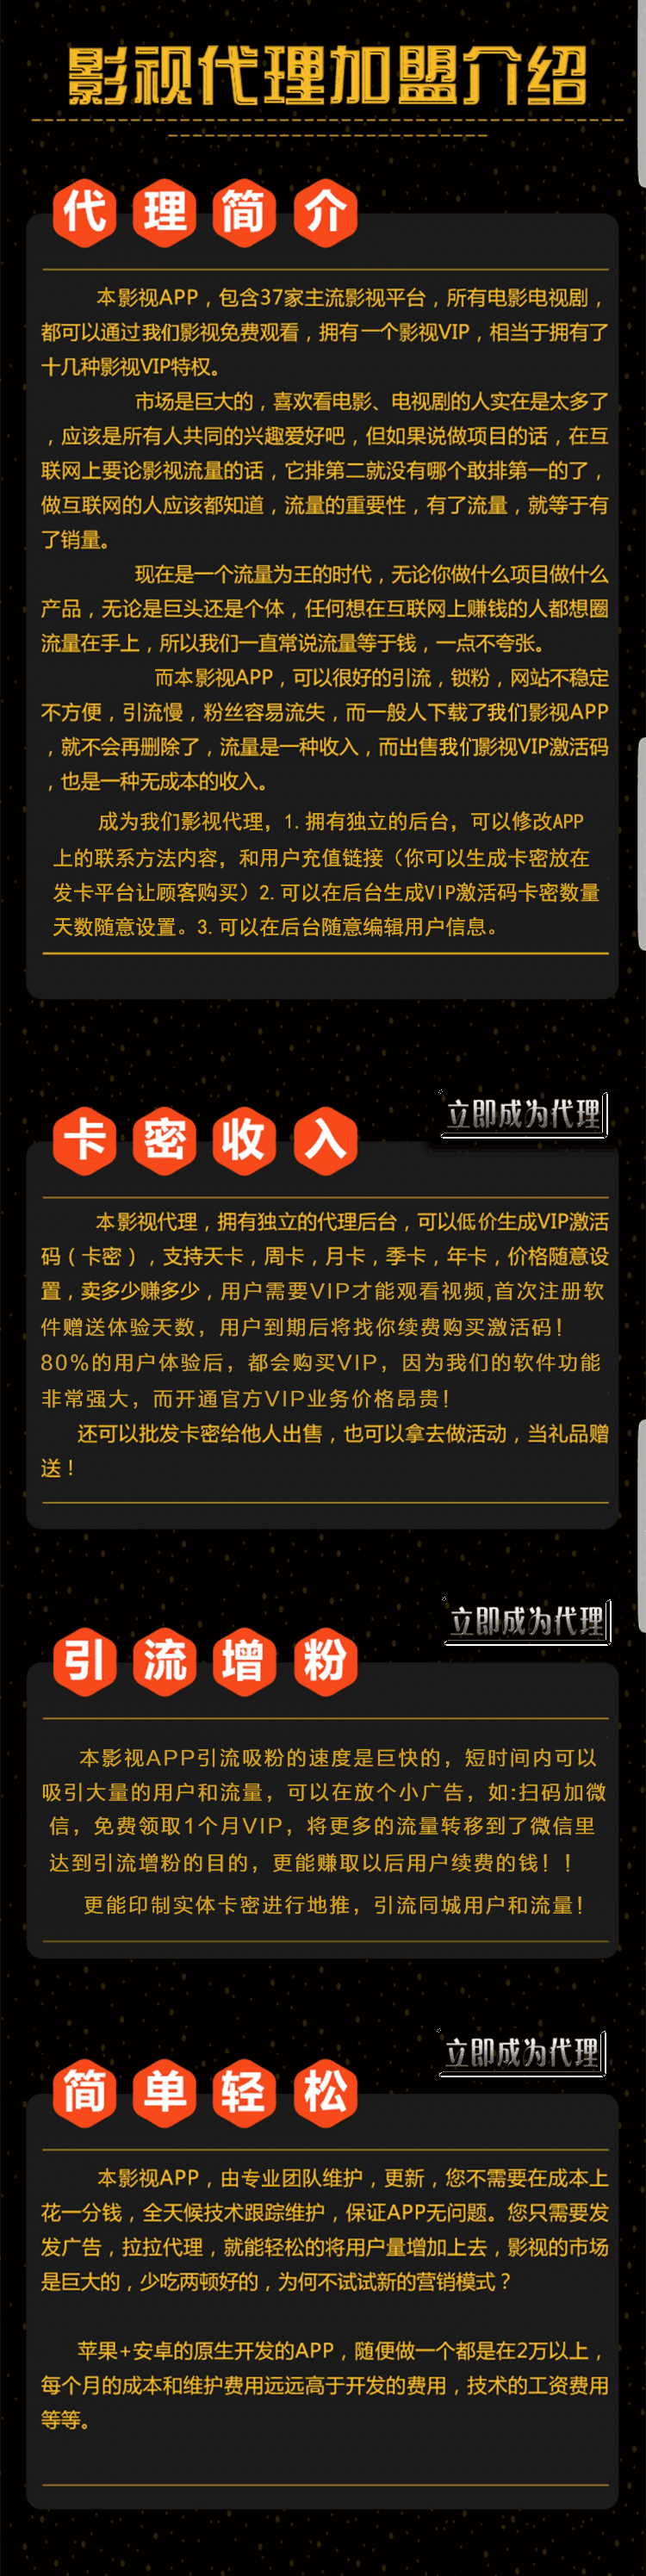 影视代理加盟介绍
代理简介
本影视APP，包含37家主流影视平台，所有电影电视剧，
都可以通过我们影视免费观看，拥有一个影视VIP，相当于拥有了
十几种影视VIP特权。
市场是巨大的，喜欢看电影、电视剧的人实在是太多了
，应该是所有人共同的兴趣爱好吧，但如果说做项目的话，在互
联网上要论影视流量的话，它排第二就没有哪个敢排第一的了，
做互联网的人应该都知道，流量的重要性，有了流量，就等于有
了销量。
现在是一个流量为王的时代，无论你做什么项目做什么
产品，无论是巨头还是个体，任何想在互联网上赚钱的人都想圈
流量在手上，所以我们一直常说流量等于钱，一点不夸张。
而本影视APP，可以很好的引流，锁粉，网站不稳定
不方便，引流慢，粉丝容易流失，而一般人下载了我们影视APP
，就不会再删除了，流量是一种收入，而出售我们影视VIP激活码
，也是一种无成本的收入。
成为我们影视代理，1.拥有独立的后台，可以修改APP
上的联系方法内容，和用户充值链接（你可以生成卡密放在
发卡平台让顾客购买）2.可以在后台生成VIP激活码卡密数量
天数随意设置。3.可以在后台随意编辑用户信息。
立即成为代理
卡密收入
本影视代理，拥有独立的代理后台，可以低价生成VIP激活
码（卡密），支持天卡，周卡，月卡，季卡，年卡，价格随意设
置，卖多少赚多少，用户需要VIP才能观看视频,首次注册软
件赠送体验天数，用户到期后将找你续费购买激活码！
80%的用户体验后，都会购买VIP，因为我们的软件功能
非常强大，而开通官方VIP业务价格昂贵！
还可以批发卡密给他人出售，也可以拿去做活动，当礼品赠
送！
立即成为代理
引流增粉
本影视APP引流吸粉的速度是巨快的，短时间内可以
吸引大量的用户和流量，可以在放个小广告，如:扫码加微
信，免费领取1个月VIP，将更多的流量转移到了微信里
达到引流增粉的目的，更能赚取以后用户续费的钱！！
更能印制实体卡密进行地推，引流同城用户和流量！
立即成为代理
简单轻松
本影视APP，由专业团队维护，更新，您不需要在成本上
花一分钱，全天候技术跟踪维护，保证APP无问题。您只需要发
发广告，拉拉代理，就能轻松的将用户量增加上去，影视的市场
是巨大的，少吃两顿好的，为何不试试新的营销模式？
苹果+安卓的原生开发的APP，随便做一个都是在2万以上，
每个月的成本和维护费用远远高于开发的费用，技术的工资费用
等等。